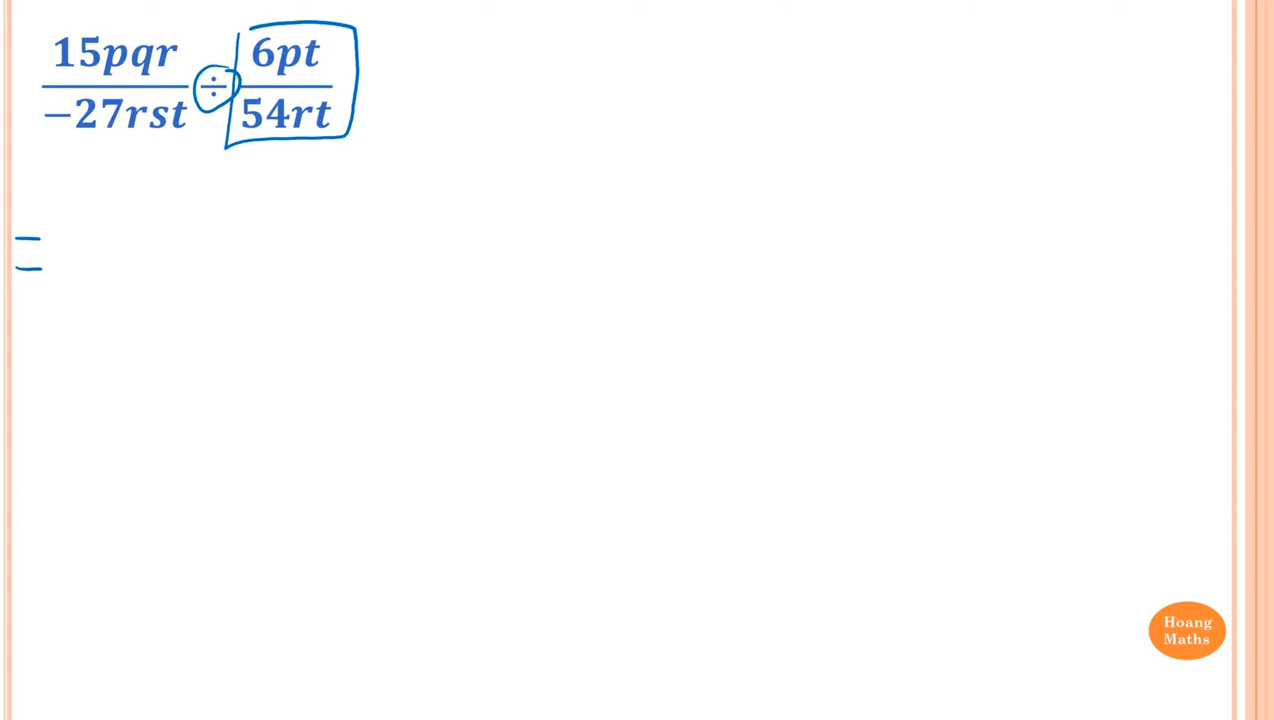 15pqr / −27rst ÷ 6pt / 54rt
=
Hoang
Maths